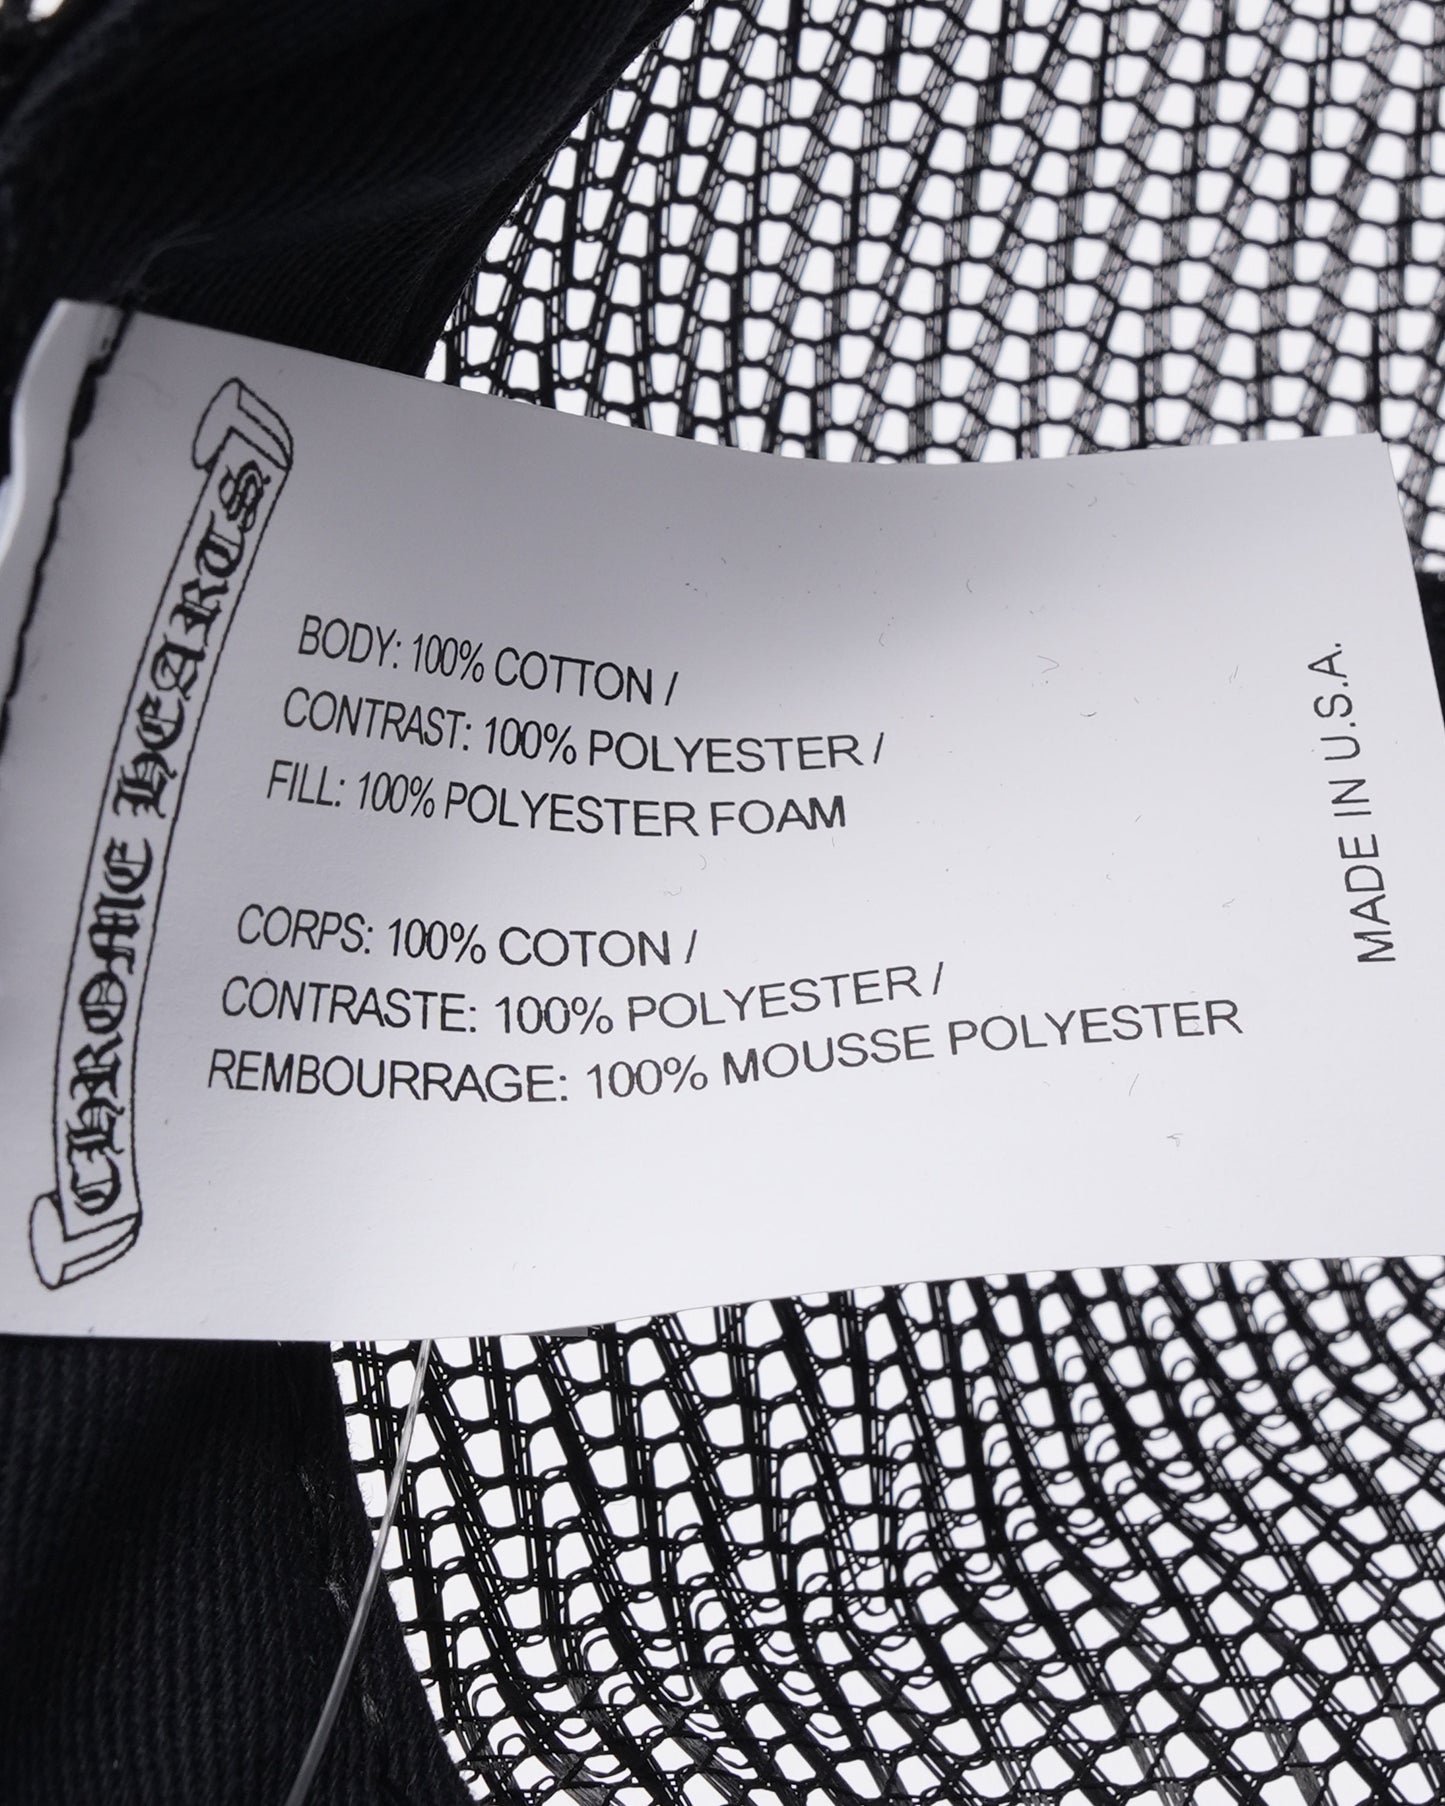 CHROME HEARTS
BODY: 100% COTTON /
CONTRAST: 100% POLYESTER /
FILL: 100% POLYESTER FOAM
CORPS: 100% COTON /
CONTRASTE: 100% POLYESTER /
REMBOURRAGE: 100% MOUSSE POLYESTER
MADE IN U.S.A.